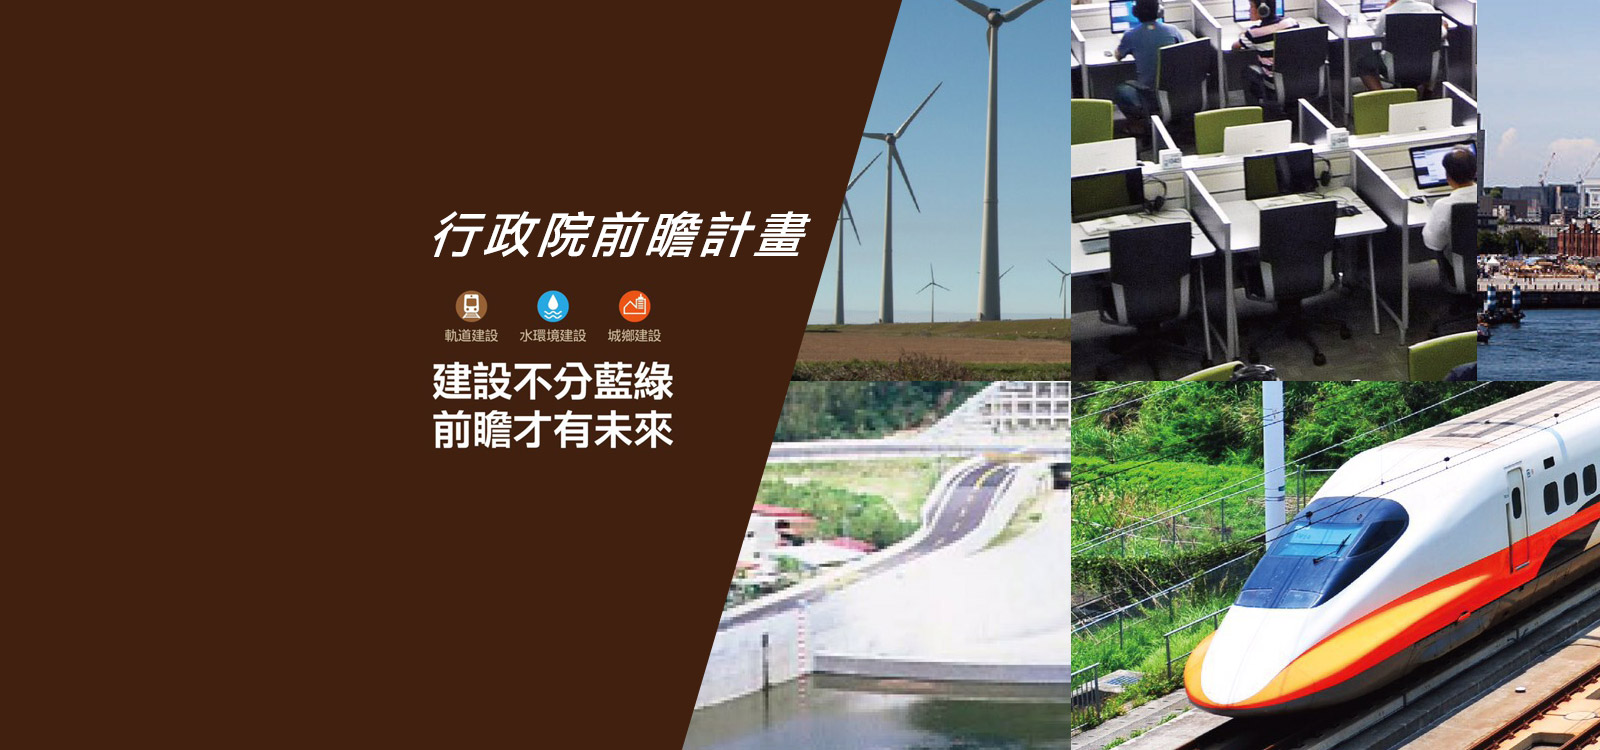 行政院前瞻計畫
軌道建設 水環境建設 城鄉建設
建設不分藍綠
前瞻才有未來